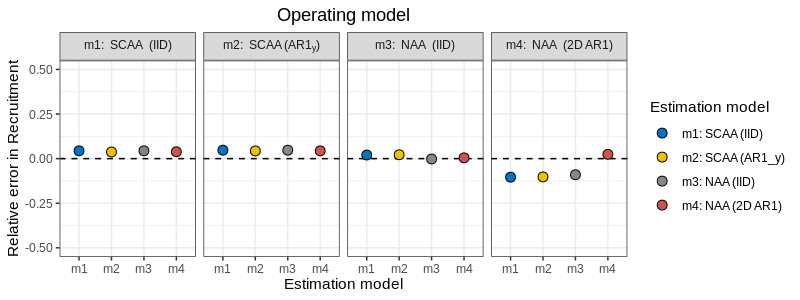 Operating model
m1: SCAA (IID)
m2: SCAA (AR1y)
m3: NAA (IID)
m4: NAA (2D AR1)
Relative error in Recruitment
0.50
0.25
0.00
-0.25
-0.50
m1 m2 m3 m4
m1 m2 m3 m4
m1 m2 m3 m4
m1 m2 m3 m4
Estimation model
Estimation model
m1: SCAA (IID)
m2: SCAA (AR1_y)
m3: NAA (IID)
m4: NAA (2D AR1)